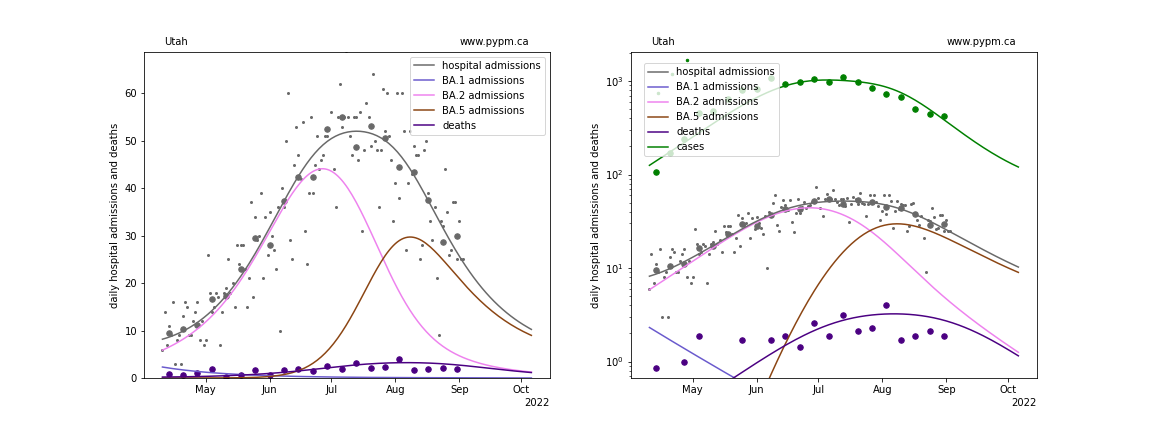 Utah www.pypm.ca
daily hospital admissions and deaths
60
50
40
30
20
10
0
hospital admissions
BA.1 admissions
BA.2 admissions
BA.5 admissions
deaths
May Jun Jul Aug Sep Oct
2022
Utah www.pypm.ca
daily hospital admissions and deaths
10³
10²
10¹
10⁰
hospital admissions
BA.1 admissions
BA.2 admissions
BA.5 admissions
deaths
cases
May Jun Jul Aug Sep Oct
2022